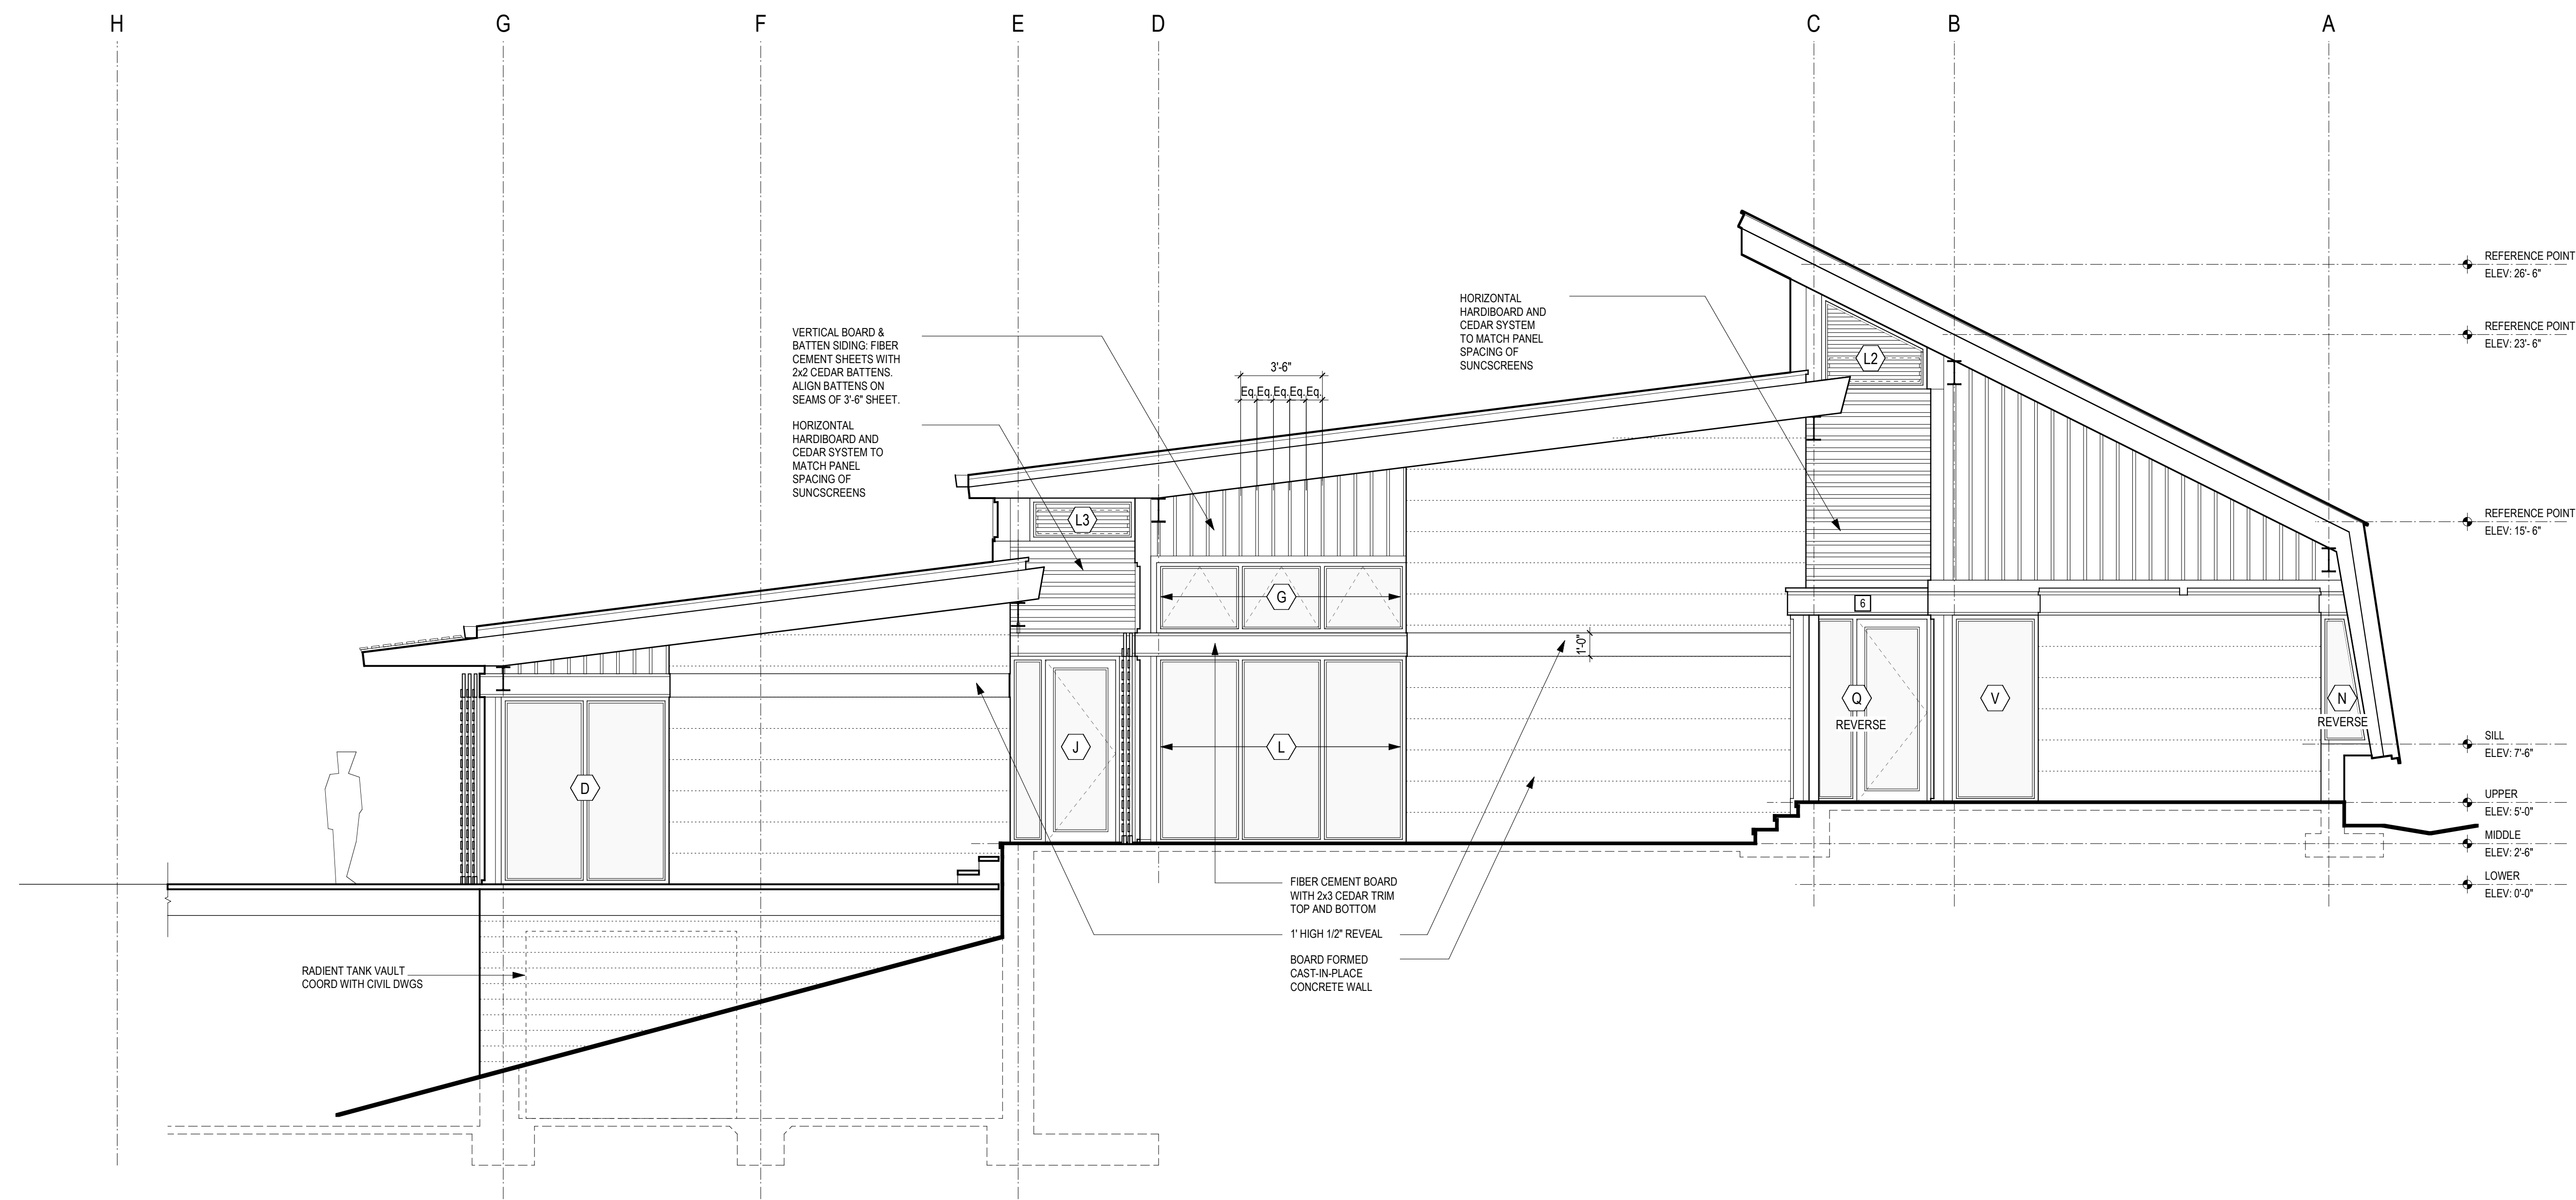 H
G
F
E
D
C
B
A
REFERENCE POINT
ELEV: 26'- 6"
REFERENCE POINT
ELEV: 23'- 6"
REFERENCE POINT
ELEV: 15'- 6"
SILL
ELEV: 7'-6"
UPPER
ELEV: 5'-0"
MIDDLE
ELEV: 2'-6"
LOWER
ELEV: 0'-0"
VERTICAL BOARD &
BATTEN SIDING: FIBER
CEMENT SHEETS WITH
2x2 CEDAR BATTENS.
ALIGN BATTENS ON
SEAMS OF 3'-6" SHEET.
HORIZONTAL
HARDIBOARD AND
CEDAR SYSTEM TO
MATCH PANEL
SPACING OF
SUNCSCREENS
3'-6"
Eq. Eq. Eq. Eq. Eq.
HORIZONTAL
HARDIBOARD AND
CEDAR SYSTEM
TO MATCH PANEL
SPACING OF
SUNCSCREENS
L2
L3
G
6
1'-0"
D
J
L
Q
REVERSE
V
N
REVERSE
FIBER CEMENT BOARD
WITH 2x3 CEDAR TRIM
TOP AND BOTTOM
1' HIGH 1/2" REVEAL
BOARD FORMED
CAST-IN-PLACE
CONCRETE WALL
RADIENT TANK VAULT
COORD WITH CIVIL DWGS